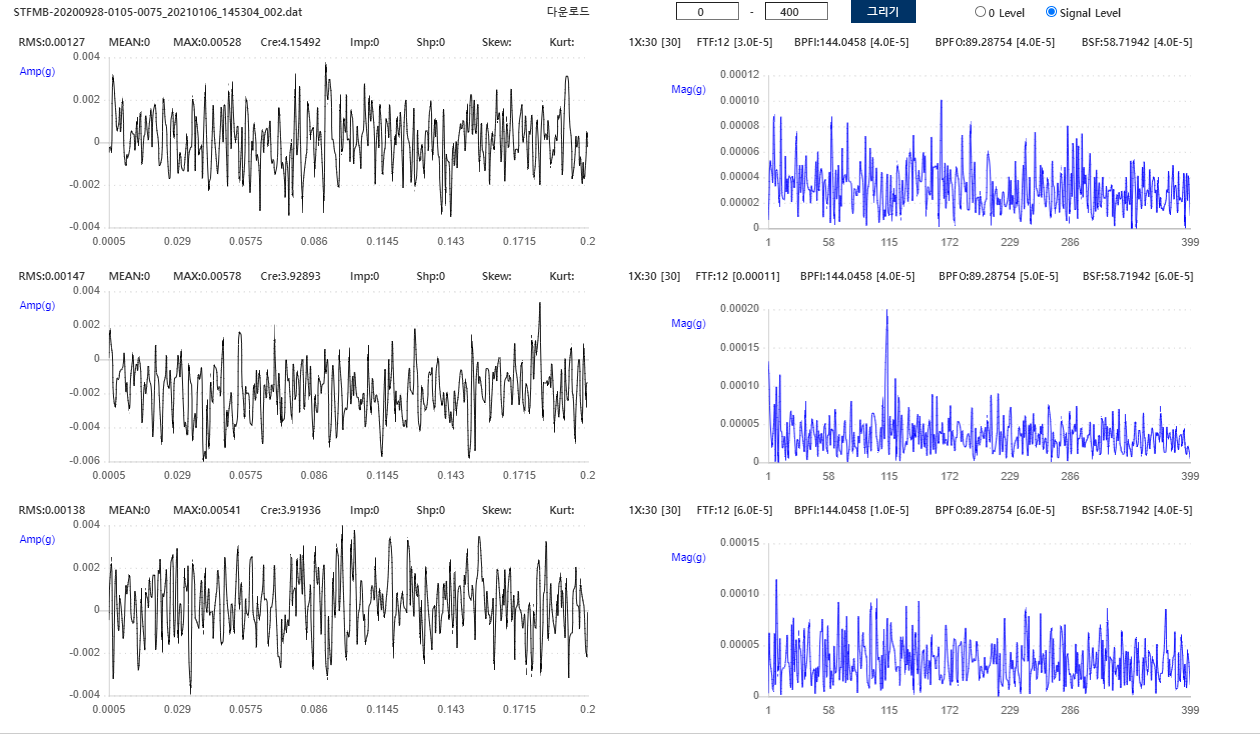 STFMB-20200928-0105-0075_20210106_145304_002.dat 다운로드 0 - 400 그리기 0 Level Signal Level
RMS:0.00127 MEAN:0 MAX:0.00528 Cre:4.15492 Imp:0 Shp:0 Skew: Kurt:
Amp(g)
0.004
0.002
0
-0.002
-0.004
0.0005 0.029 0.0575 0.086 0.1145 0.143 0.1715 0.2
1X:30 [30] FTF:12 [3.0E-5] BPFI:144.0458 [4.0E-5] BPFO:89.28754 [4.0E-5] BSF:58.71942 [4.0E-5]
Mag(g)
0.00012
0.00010
0.00008
0.00006
0.00004
0.00002
0
1 58 115 172 229 286 399
RMS:0.00147 MEAN:0 MAX:0.00578 Cre:3.92893 Imp:0 Shp:0 Skew: Kurt:
Amp(g)
0.004
0.002
0
-0.002
-0.004
-0.006
0.0005 0.029 0.0575 0.086 0.1145 0.143 0.1715 0.2
1X:30 [30] FTF:12 [0.00011] BPFI:144.0458 [4.0E-5] BPFO:89.28754 [5.0E-5] BSF:58.71942 [6.0E-5]
Mag(g)
0.00020
0.00015
0.00010
0.00005
0
1 58 115 172 229 286 399
RMS:0.00138 MEAN:0 MAX:0.00541 Cre:3.91936 Imp:0 Shp:0 Skew: Kurt:
Amp(g)
0.004
0.002
0
-0.002
-0.004
0.0005 0.029 0.0575 0.086 0.1145 0.143 0.1715 0.2
1X:30 [30] FTF:12 [6.0E-5] BPFI:144.0458 [1.0E-5] BPFO:89.28754 [6.0E-5] BSF:58.71942 [4.0E-5]
Mag(g)
0.00015
0.00010
0.00005
0
1 58 115 172 229 286 399